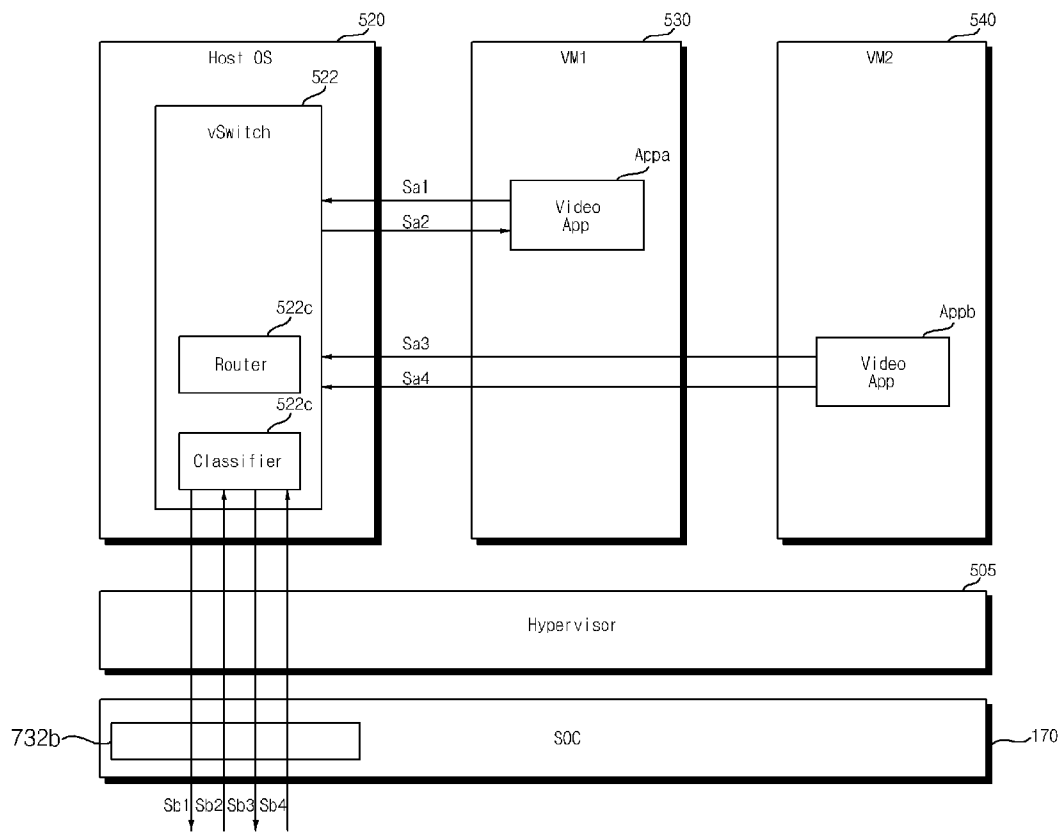 520
530
540
Host OS
VM1
VM2
522
vSwitch
Appa
Sa1
Video
App
Sa2
522c
Router
Sa3
Appb
Video
App
Sa4
522c
Classifier
505
Hypervisor
732b
SOC
170
Sb1
Sb2
Sb3
Sb4